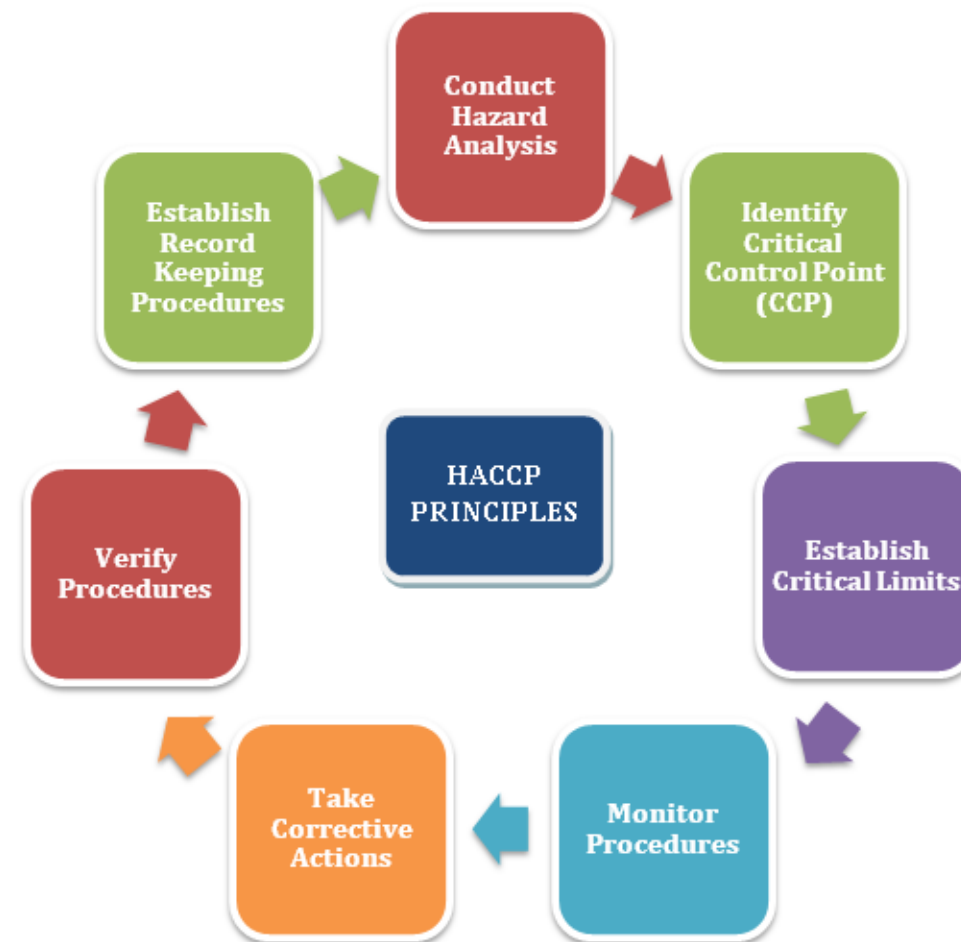 Conduct
Hazard
Analysis
Identify
Critical
Control Point
(CCP)
Establish
Critical Limits
Monitor
Procedures
Take
Corrective
Actions
Verify
Procedures
Establish
Record
Keeping
Procedures
HACCP
PRINCIPLES